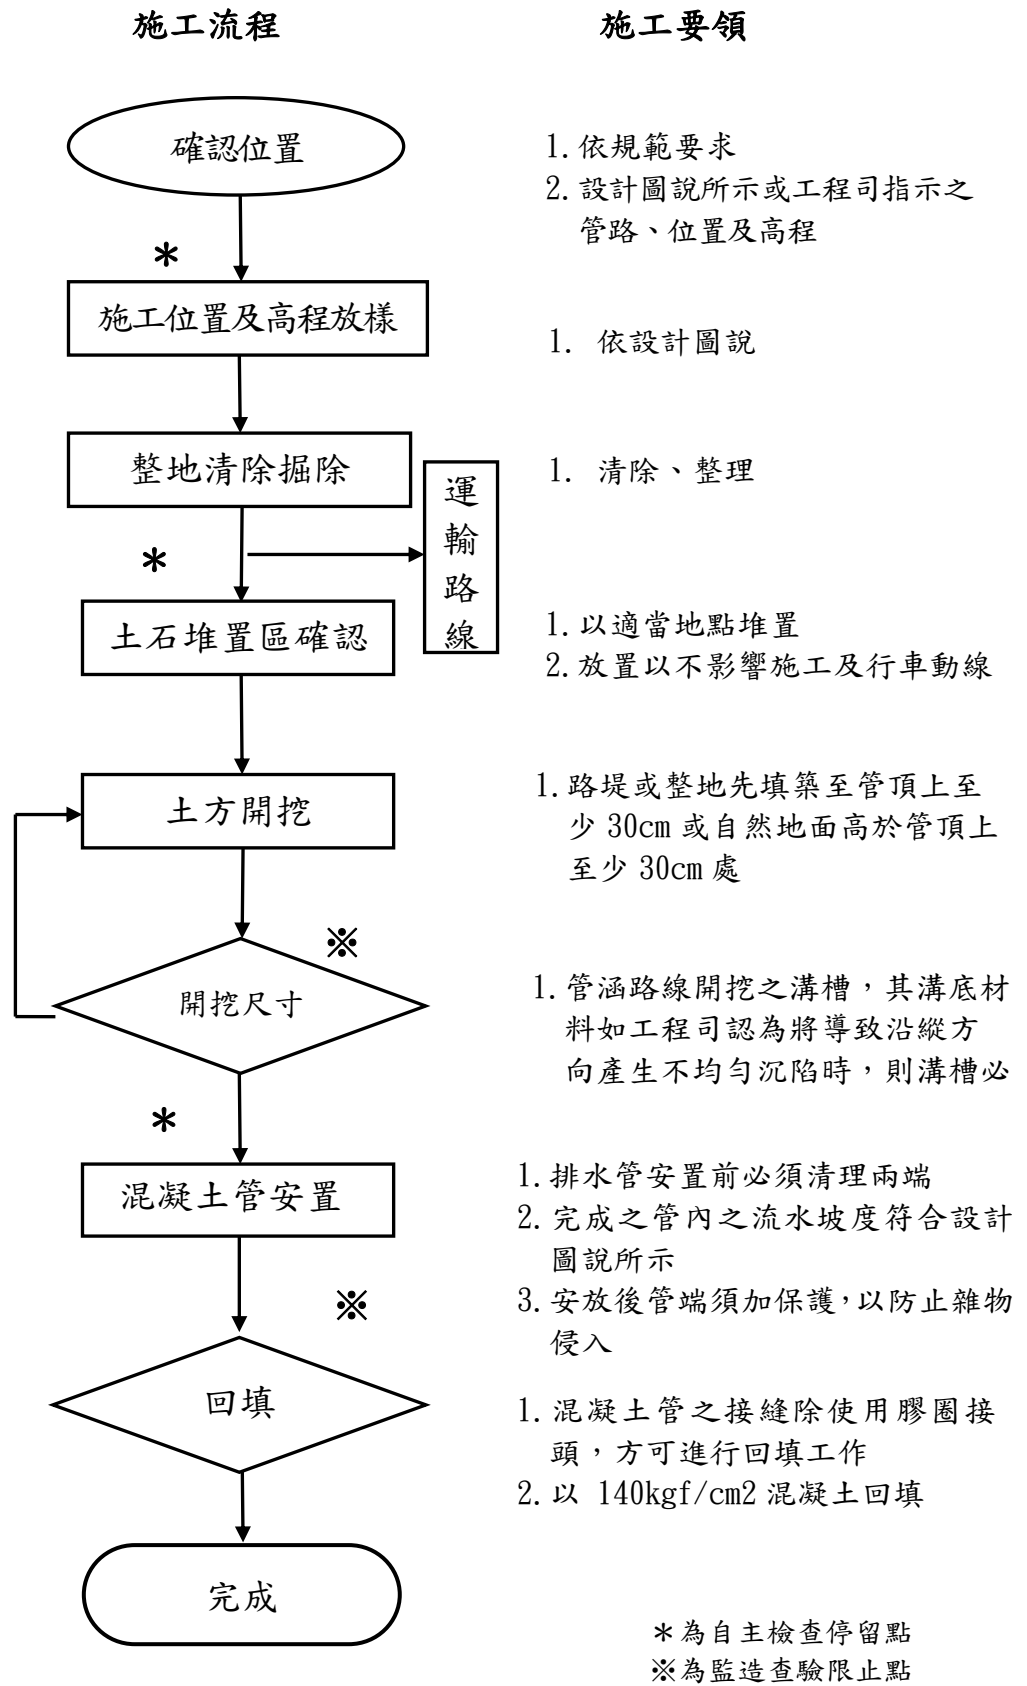 施工流程
施工要領
確認位置
1.依規範要求
2.設計圖說所示或工程司指示之
管路、位置及高程
*
施工位置及高程放樣
1. 依設計圖說
整地清除掘除
1. 清除、整理
運
輸
路
線
*
土石堆置區確認
1.以適當地點堆置
2.放置以不影響施工及行車動線
土方開挖
1.路堤或整地先填築至管頂上至
少 30cm 或自然地面高於管頂上
至少 30cm 處
※
開挖尺寸
1.管涵路線開挖之溝槽，其溝底材
料如工程司認為將導致沿縱方
向產生不均勻沉陷時，則溝槽必
*
混凝土管安置
1.排水管安置前必須清理兩端
2.完成之管內之流水坡度符合設計
圖說所示
3.安放後管端須加保護，以防止雜物
侵入
※
回填
1.混凝土管之接縫除使用膠圈接
頭，方可進行回填工作
2.以 140kgf/cm2 混凝土回填
完成
*為自主檢查停留點
※為監造查驗限止點